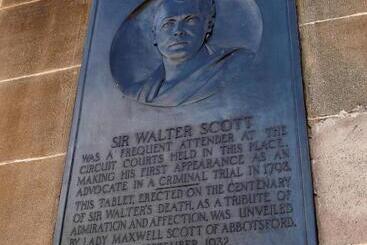 SIR WALTER SCOTT
WAS A FREQUENT ATTENDER AT THE
CIRCUIT COURTS HELD IN THIS PLACE,
MAKING HIS FIRST APPEARANCE AS AN
ADVOCATE IN A CRIMINAL TRIAL IN 1793.
THIS TABLET, ERECTED ON THE CENTENARY
OF SIR WALTER'S DEATH, AS A TRIBUTE OF
ADMIRATION AND AFFECTION, WAS UNVEILED
BY LADY MAXWELL SCOTT OF ABBOTSFORD,
SEPTEMBER 1932